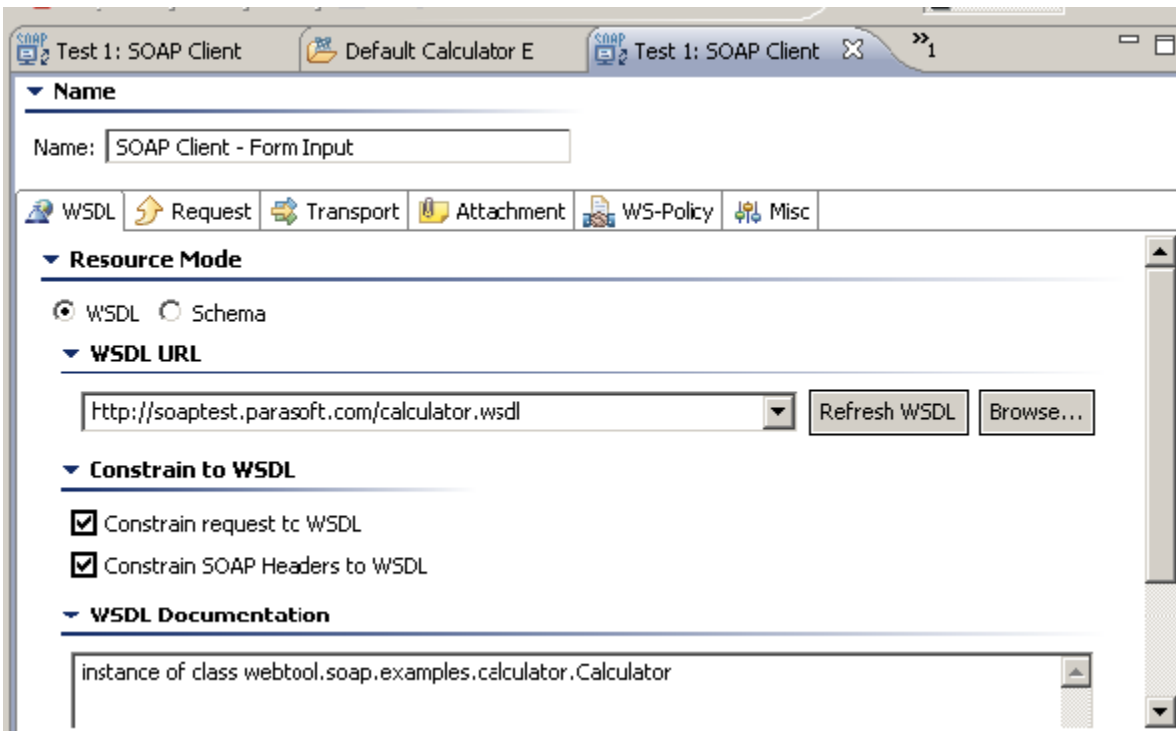 Test 1: SOAP Client Default Calculator E Test 1: SOAP Client »1
Name
Name: SOAP Client - Form Input
WSDL Request Transport Attachment WS-Policy Misc
Resource Mode
WSDL Schema
WSDL URL
http://soaptest.parasoft.com/calculator.wsdl Refresh WSDL Browse...
Constrain to WSDL
Constrain request to WSDL
Constrain SOAP Headers to WSDL
WSDL Documentation
instance of class webtool.soap.examples.calculator.Calculator